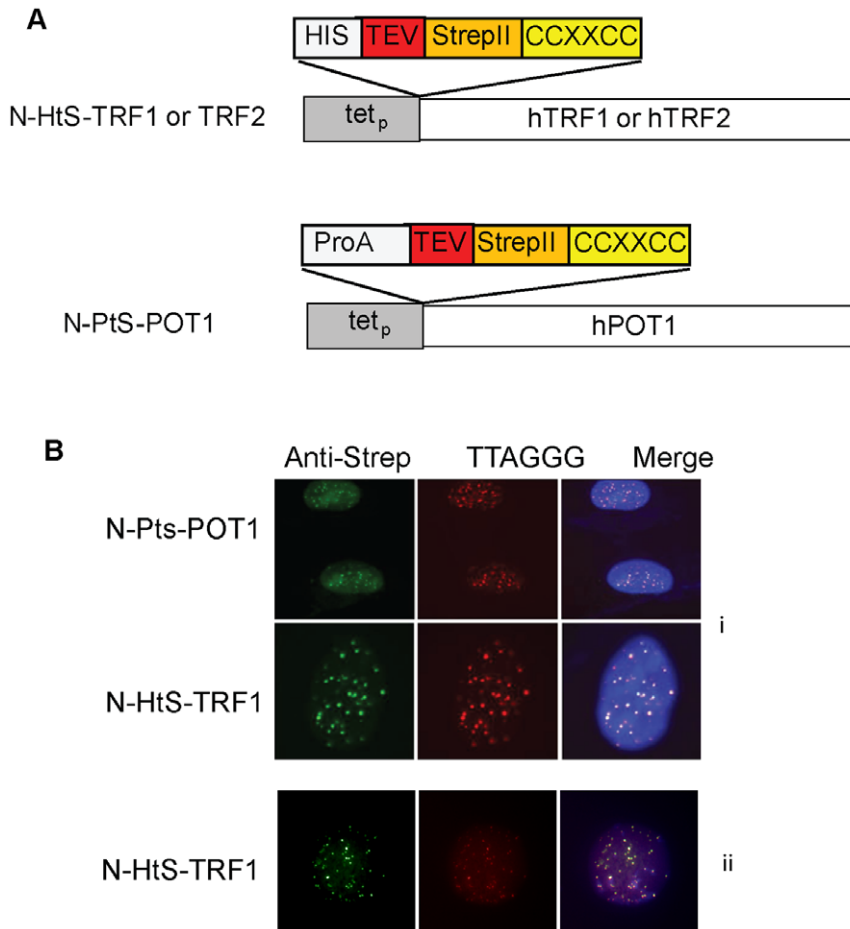 A
HIS TEV StrepII CCXXCC
N-HtS-TRF1 or TRF2
tetp
hTRF1 or hTRF2
ProA TEV StrepII CCXXCC
N-PtS-POT1
tetp
hPOT1
B
Anti-Strep TTAGGG Merge
N-Pts-POT1
i
N-HtS-TRF1
N-HtS-TRF1
ii